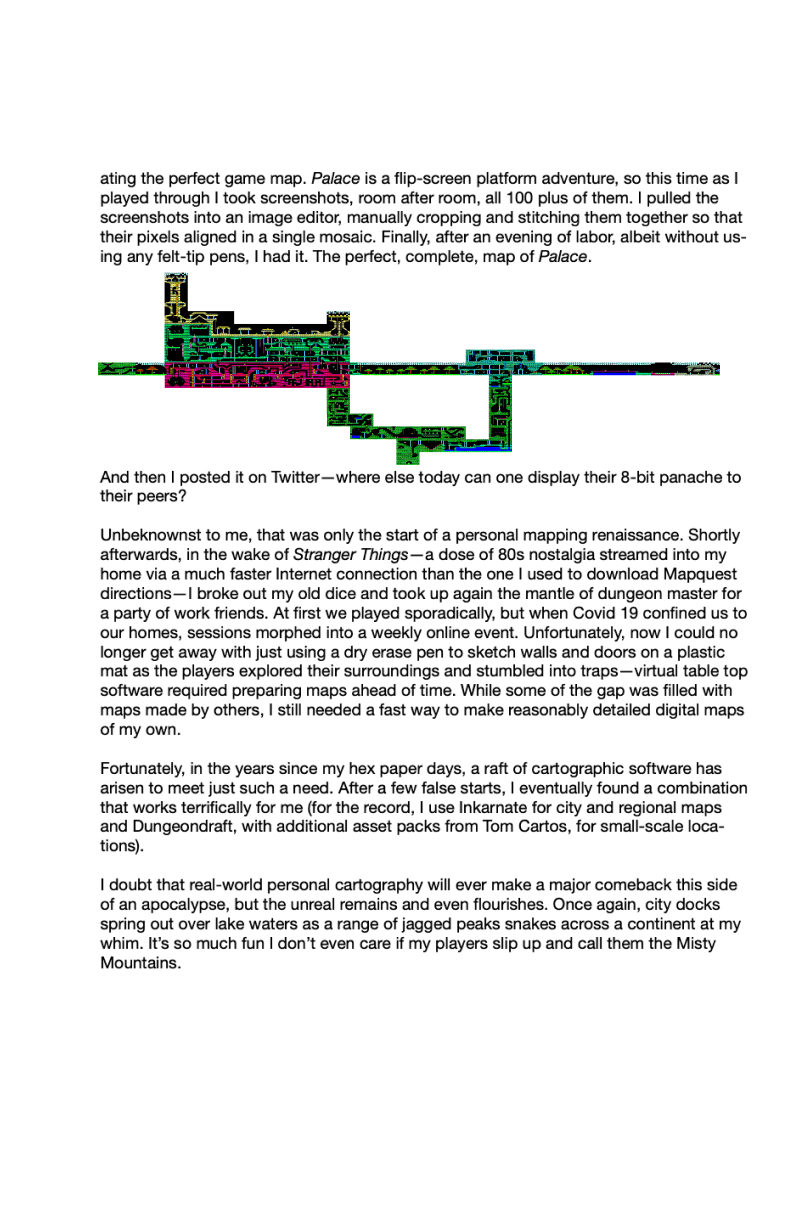 ating the perfect game map. Palace is a flip-screen platform adventure, so this time as I
played through I took screenshots, room after room, all 100 plus of them. I pulled the
screenshots into an image editor, manually cropping and stitching them together so that
their pixels aligned in a single mosaic. Finally, after an evening of labor, albeit without us-
ing any felt-tip pens, I had it. The perfect, complete, map of Palace.
And then I posted it on Twitter—where else today can one display their 8-bit panache to
their peers?
Unbeknownst to me, that was only the start of a personal mapping renaissance. Shortly
afterwards, in the wake of Stranger Things—a dose of 80s nostalgia streamed into my
home via a much faster Internet connection than the one I used to download Mapquest
directions—I broke out my old dice and took up again the mantle of dungeon master for
a party of work friends. At first we played sporadically, but when Covid 19 confined us to
our homes, sessions morphed into a weekly online event. Unfortunately, now I could no
longer get away with just using a dry erase pen to sketch walls and doors on a plastic
mat as the players explored their surroundings and stumbled into traps—virtual table top
software required preparing maps ahead of time. While some of the gap was filled with
maps made by others, I still needed a fast way to make reasonably detailed digital maps
of my own.
Fortunately, in the years since my hex paper days, a raft of cartographic software has
arisen to meet just such a need. After a few false starts, I eventually found a combination
that works terrifically for me (for the record, I use Inkarnate for city and regional maps
and Dungeondraft, with additional asset packs from Tom Cartos, for small-scale loca-
tions).
I doubt that real-world personal cartography will ever make a major comeback this side
of an apocalypse, but the unreal remains and even flourishes. Once again, city docks
spring out over lake waters as a range of jagged peaks snakes across a continent at my
whim. It’s so much fun I don’t even care if my players slip up and call them the Misty
Mountains.